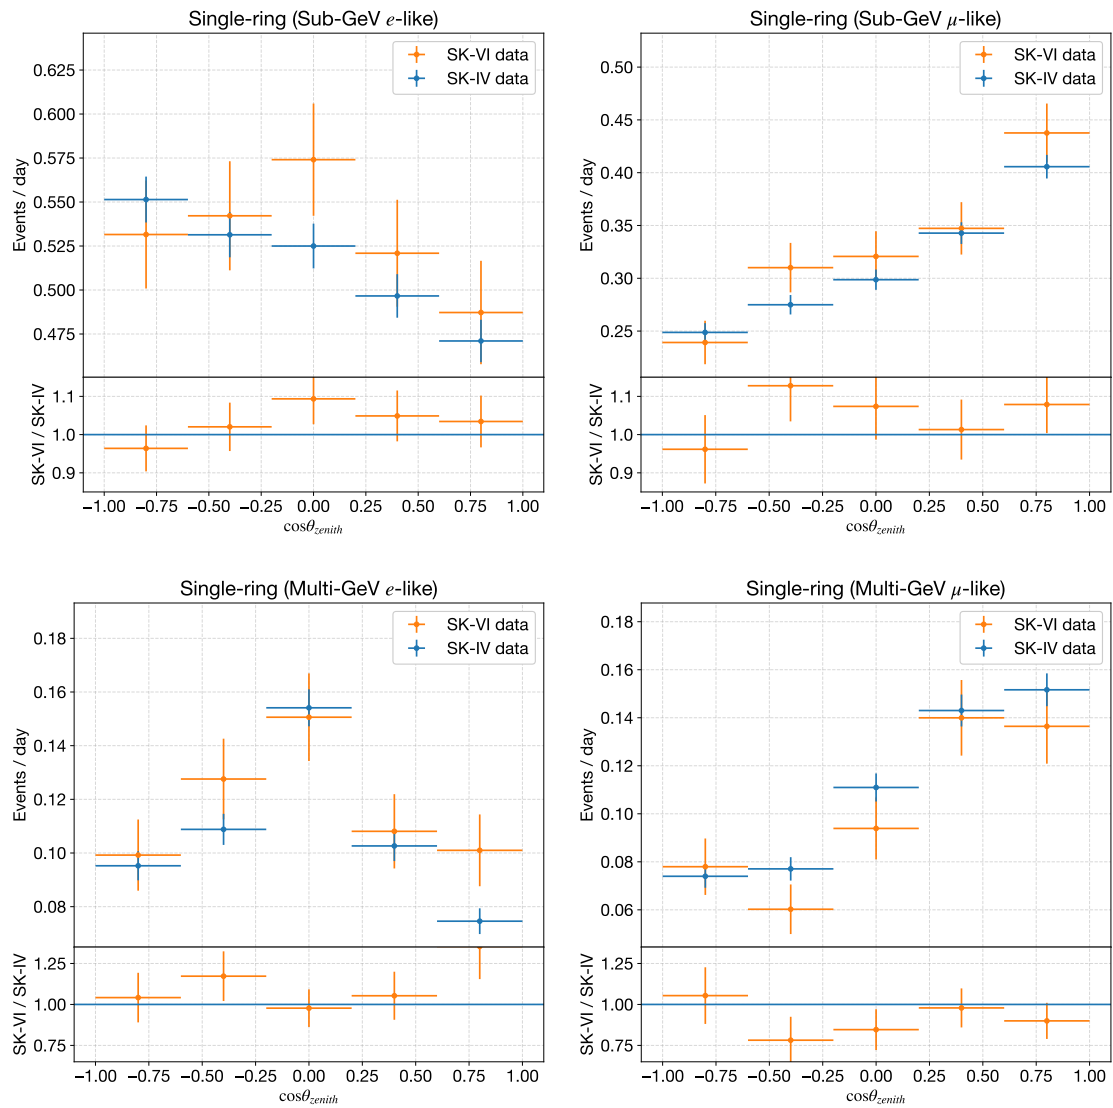 Single-ring (Sub-GeV e-like)
SK-VI data
SK-IV data
Events / day
0.625
0.600
0.575
0.550
0.525
0.500
0.475
SK-VI / SK-IV
1.1
1.0
0.9
−1.00 −0.75 −0.50 −0.25 0.00 0.25 0.50 0.75 1.00
cosθzenith
Single-ring (Sub-GeV μ-like)
SK-VI data
SK-IV data
Events / day
0.50
0.45
0.40
0.35
0.30
0.25
SK-VI / SK-IV
1.1
1.0
0.9
−1.00 −0.75 −0.50 −0.25 0.00 0.25 0.50 0.75 1.00
cosθzenith
Single-ring (Multi-GeV e-like)
SK-VI data
SK-IV data
Events / day
0.18
0.16
0.14
0.12
0.10
0.08
SK-VI / SK-IV
1.25
1.00
0.75
−1.00 −0.75 −0.50 −0.25 0.00 0.25 0.50 0.75 1.00
cosθzenith
Single-ring (Multi-GeV μ-like)
SK-VI data
SK-IV data
Events / day
0.18
0.16
0.14
0.12
0.10
0.08
0.06
SK-VI / SK-IV
1.25
1.00
0.75
−1.00 −0.75 −0.50 −0.25 0.00 0.25 0.50 0.75 1.00
cosθzenith